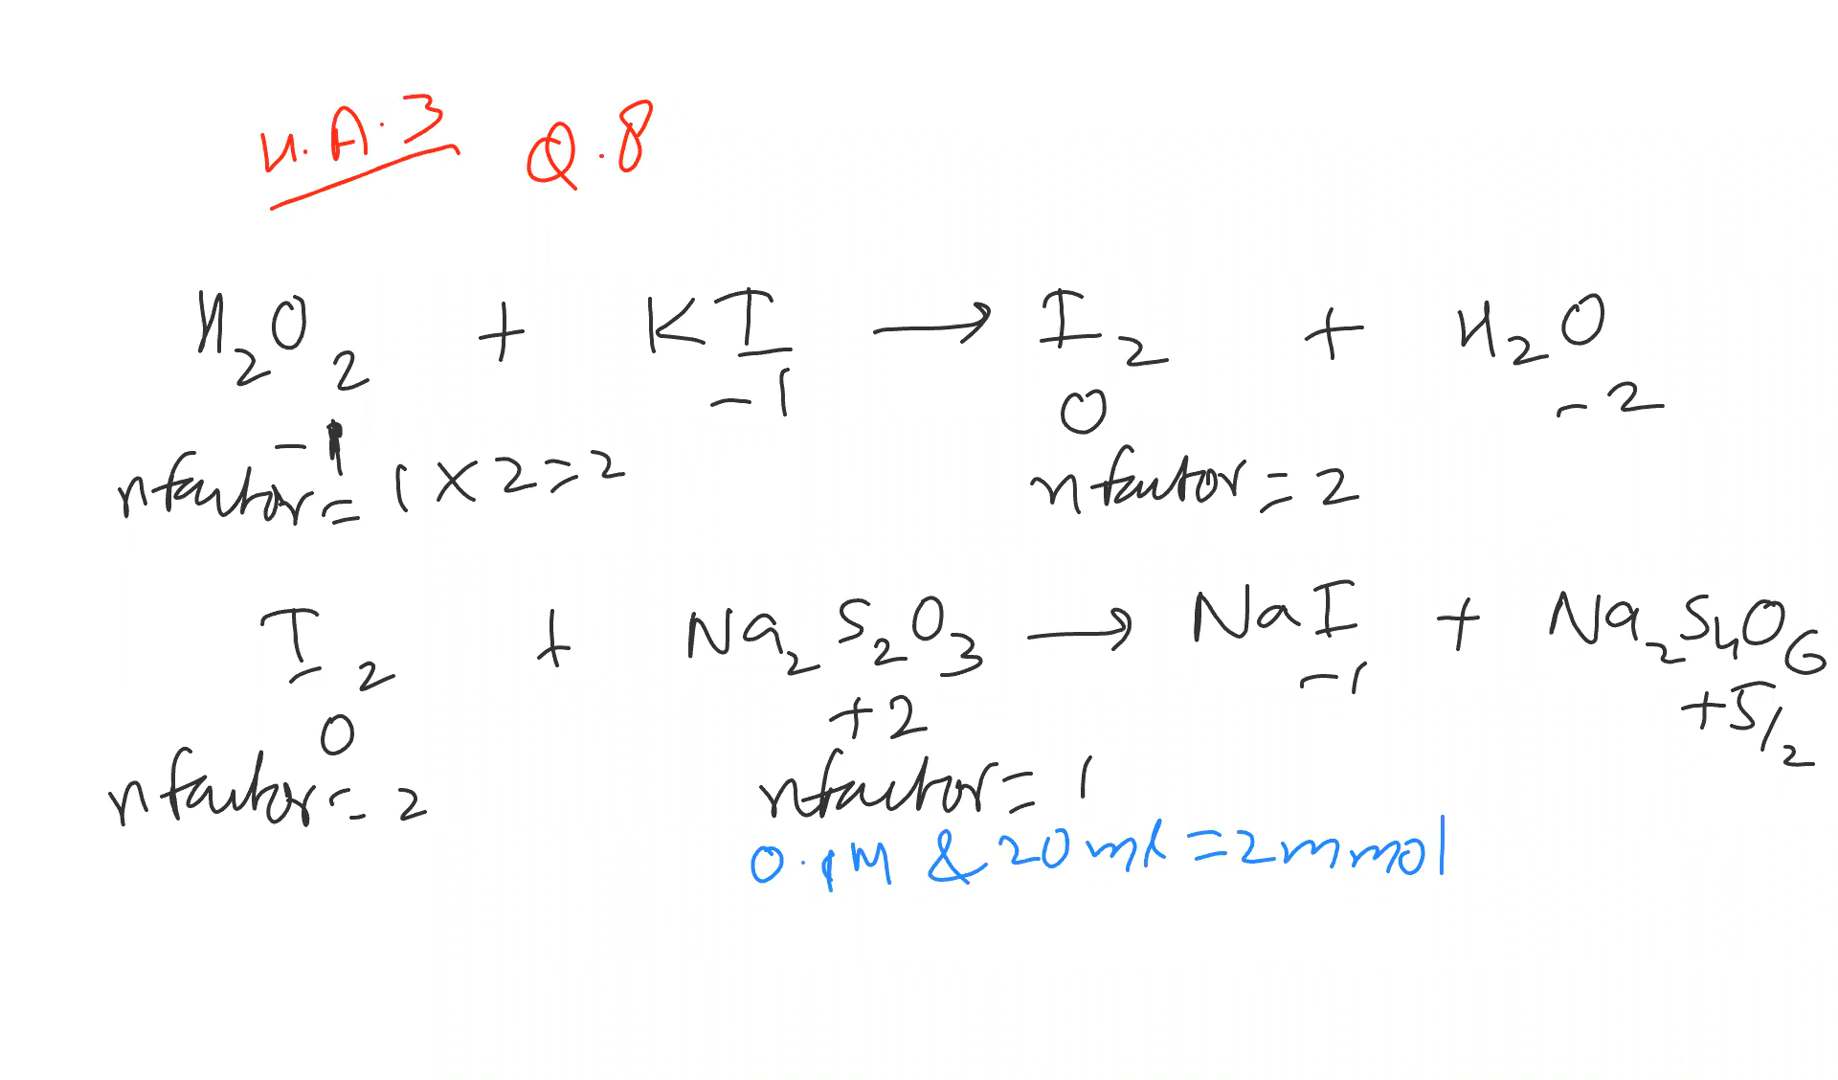 H.A.3 Q.8
H₂O₂ + KI → I₂ + H₂O
-1 -1 0 -2
nfactor = 1 × 2 = 2 nfactor = 2
I₂ + Na₂S₂O₃ → NaI + Na₂S₄O₆
0 +2 -1 +5/2
nfactor = 2 nfactor = 1
0.1M & 20ml = 2mmol